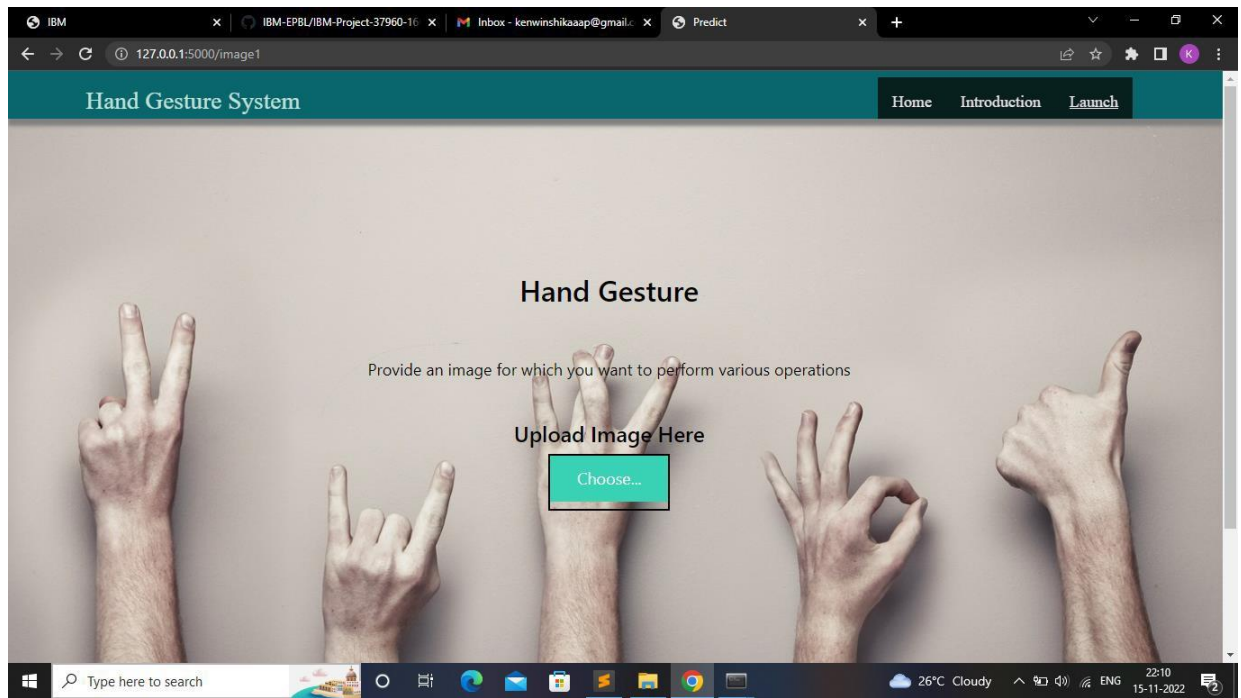 IBM
IBM-EPBL/IBM-Project-37960-16
Inbox - kenwinshikaaap@gmail.c
Predict
127.0.0.1:5000/image1
K
Hand Gesture System
Home Introduction Launch
Hand Gesture
Provide an image for which you want to perform various operations
Upload Image Here
Choose...
Type here to search
26°C Cloudy
ENG
22:10
15-11-2022
2